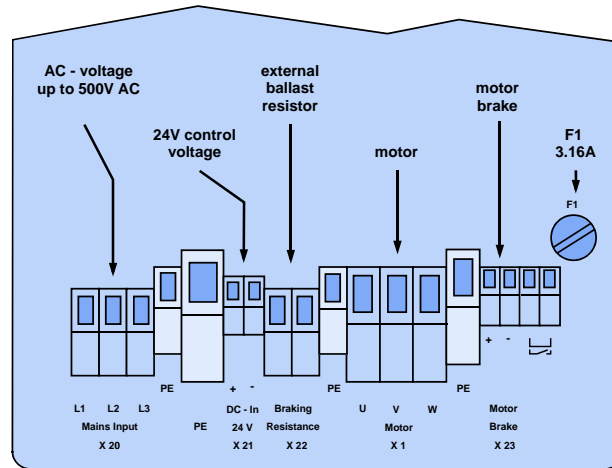 AC - voltage
up to 500V AC
external
ballast
resistor
motor
brake
24V control
voltage
motor
F1
3.16A
F1
+ - + -
PE PE PE
L1 L2 L3 PE DC - In Braking U V W Motor
Mains Input 24 V Resistance Motor Brake
X 20 X 21 X 22 X 1 X 23